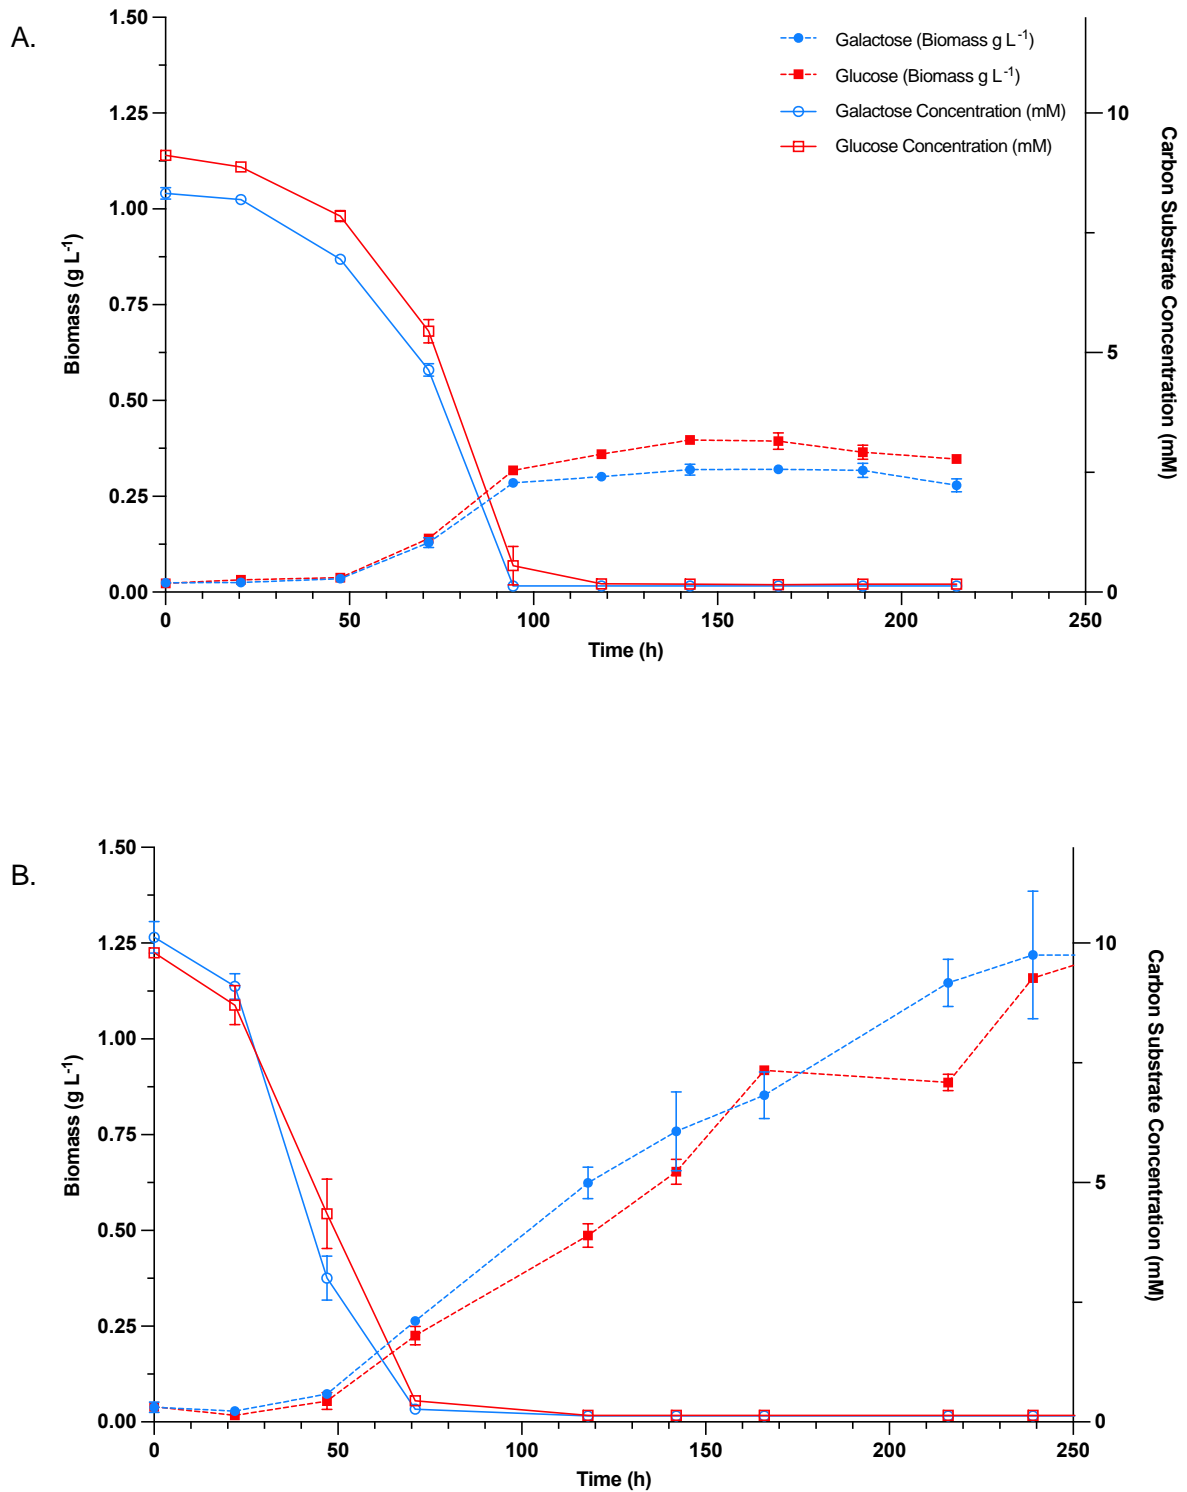 A.
1.50
1.25
1.00
0.75
0.50
0.25
0.00
Biomass (g L-1)
0 50 100 150 200 250
Time (h)
10
5
0
Carbon Substrate Concentration (mM)
Galactose (Biomass g L-1)
Glucose (Biomass g L-1)
Galactose Concentration (mM)
Glucose Concentration (mM)
B.
1.50
1.25
1.00
0.75
0.50
0.25
0.00
Biomass (g L-1)
0 50 100 150 200 250
Time (h)
10
5
0
Carbon Substrate Concentration (mM)